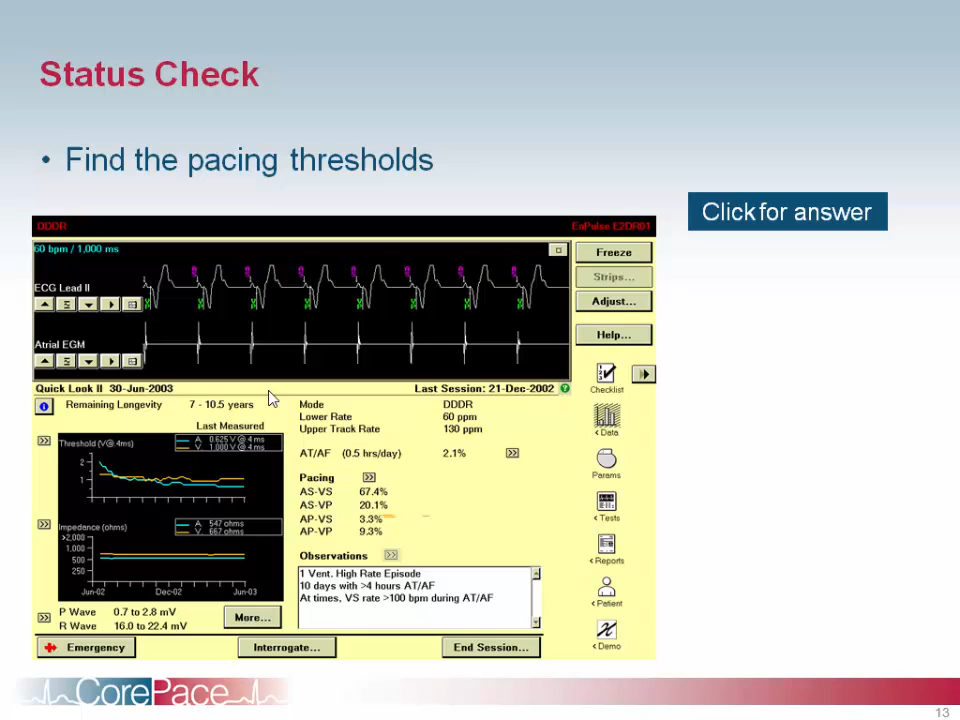 Status Check
• Find the pacing thresholds
Click for answer
DDDR
EnPulse E2DR01
60 bpm / 1,000 ms
Freeze
Strips...
ECG Lead II
Adjust...
Help...
Atrial EGM
Checklist
Quick Look II 30-Jun-2003
Last Session: 21-Dec-2002
Remaining Longevity 7 - 10.5 years
Last Measured
Threshold (V@.4ms)
A. 0.625 V @.4 ms
V. 1.000 V @.4 ms
2
1
Impedance (ohms)
A. 547 ohms
V. 667 ohms
>2,000
1,000
500
250
Jun-02 Dec-02 Jun-03
P Wave 0.7 to 2.8 mV
R Wave 16.0 to 22.4 mV
More...
Mode DDDR
Lower Rate 60 ppm
Upper Track Rate 130 ppm
AT/AF (0.5 hrs/day) 2.1%
Pacing
AS-VS 67.4%
AS-VP 20.1%
AP-VS 3.3%
AP-VP 9.3%
Observations
1 Vent. High Rate Episode
10 days with >4 hours AT/AF
At times, VS rate >100 bpm during AT/AF
< Data
Params
< Tests
< Reports
< Patient
< Demo
Emergency
Interrogate...
End Session...
CorePace
13